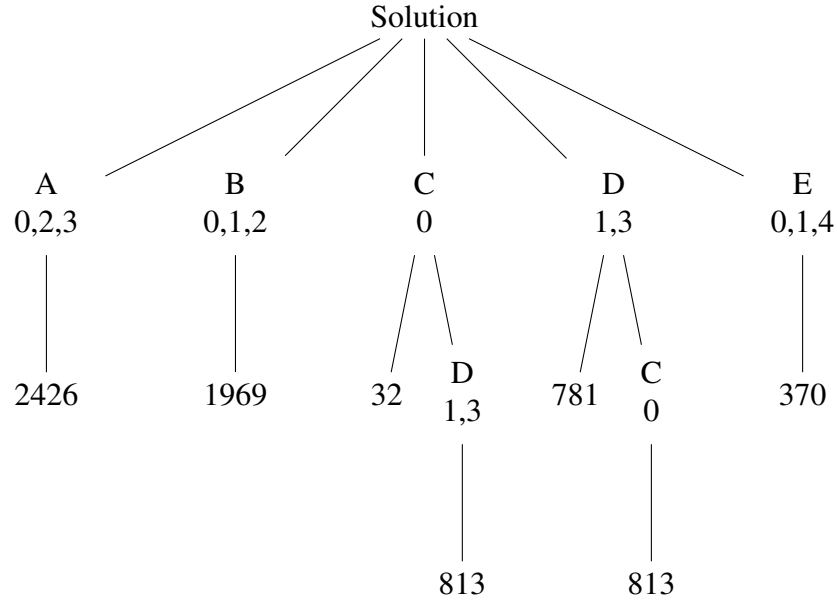 Solution
A B C D E
0,2,3 0,1,2 0 1,3 0,1,4
D C
2426 1969 32 781 370
1,3 0
813 813